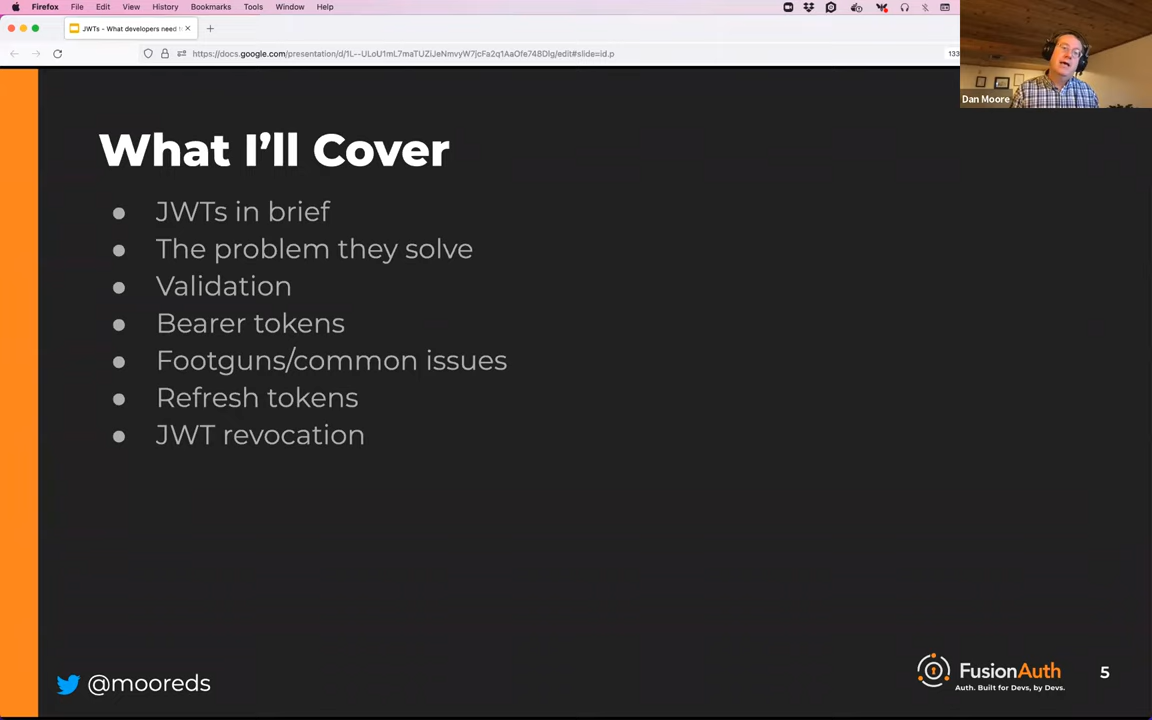 Firefox File Edit View History Bookmarks Tools Window Help
JWTs - What developers need
https://docs.google.com/presentation/d/1L--ULoU1mL7maTUZiJeNmvyW7jcFa2q1AaOfe748DIg/edit#slide=id.p
133
Dan Moore
What I'll Cover
● JWTs in brief
● The problem they solve
● Validation
● Bearer tokens
● Footguns/common issues
● Refresh tokens
● JWT revocation
@mooreds
FusionAuth
Auth. Built for Devs, by Devs.
5